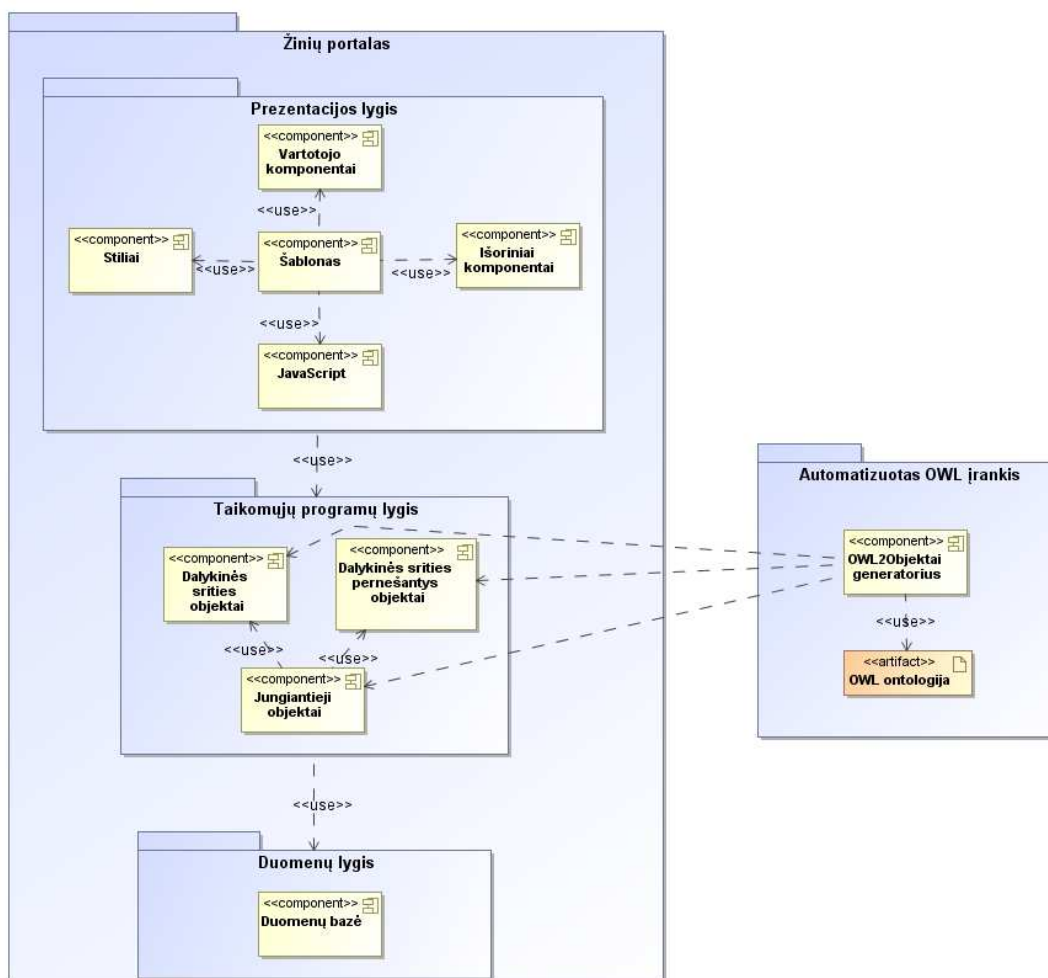 Žinių portalas
Prezentacijos lygis
<<component>>
Vartotojo
komponentai
<<use>>
<<component>>
Stiliai
<<use>>
<<component>>
Šablonas
<<use>>
<<component>>
Išoriniai
komponentai
<<use>>
<<component>>
JavaScript
<<use>>
Taikomųjų programų lygis
<<component>>
Dalykinės
srities
objektai
<<component>>
Dalykinės srities
pernešantys
objektai
<<use>>
<<use>>
<<component>>
Jungiantieji
objektai
<<use>>
Duomenų lygis
<<component>>
Duomenų bazė
Automatizuotas OWL įrankis
<<component>>
OWL2Objektai
generatorius
<<use>>
<<artifact>>
OWL ontologija